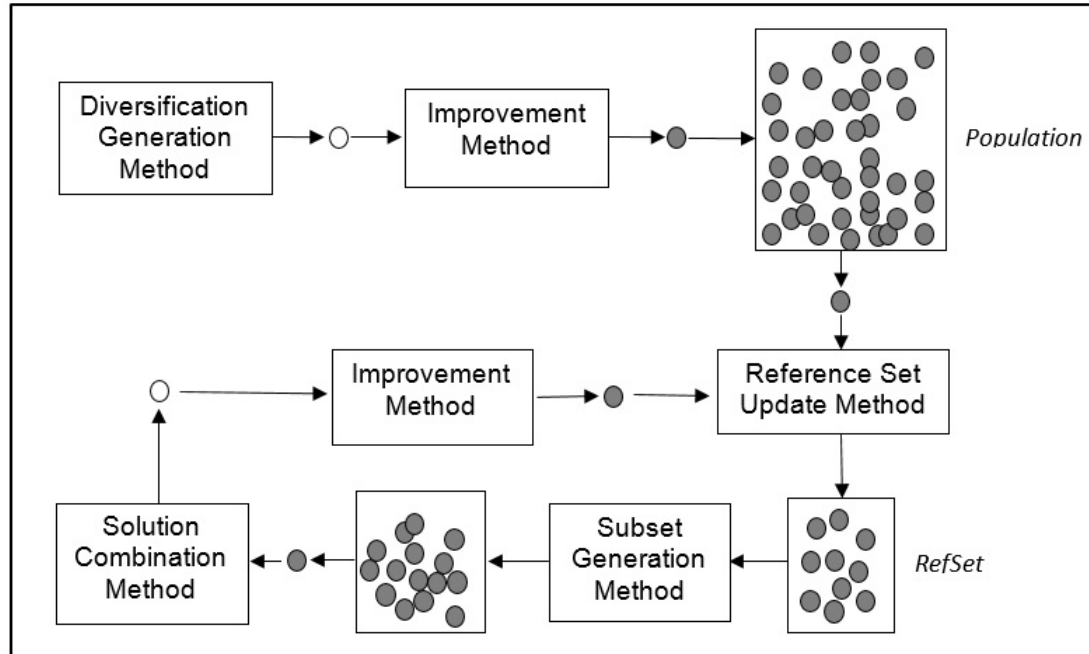 Diversification
Generation
Method
Improvement
Method
Population
Improvement
Method
Reference Set
Update Method
Solution
Combination
Method
Subset
Generation
Method
RefSet